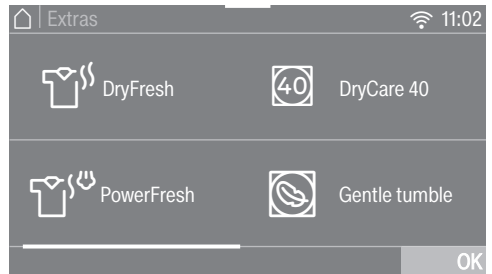 Extras 11:02
DryFresh
40 DryCare 40
PowerFresh
Gentle tumble
OK